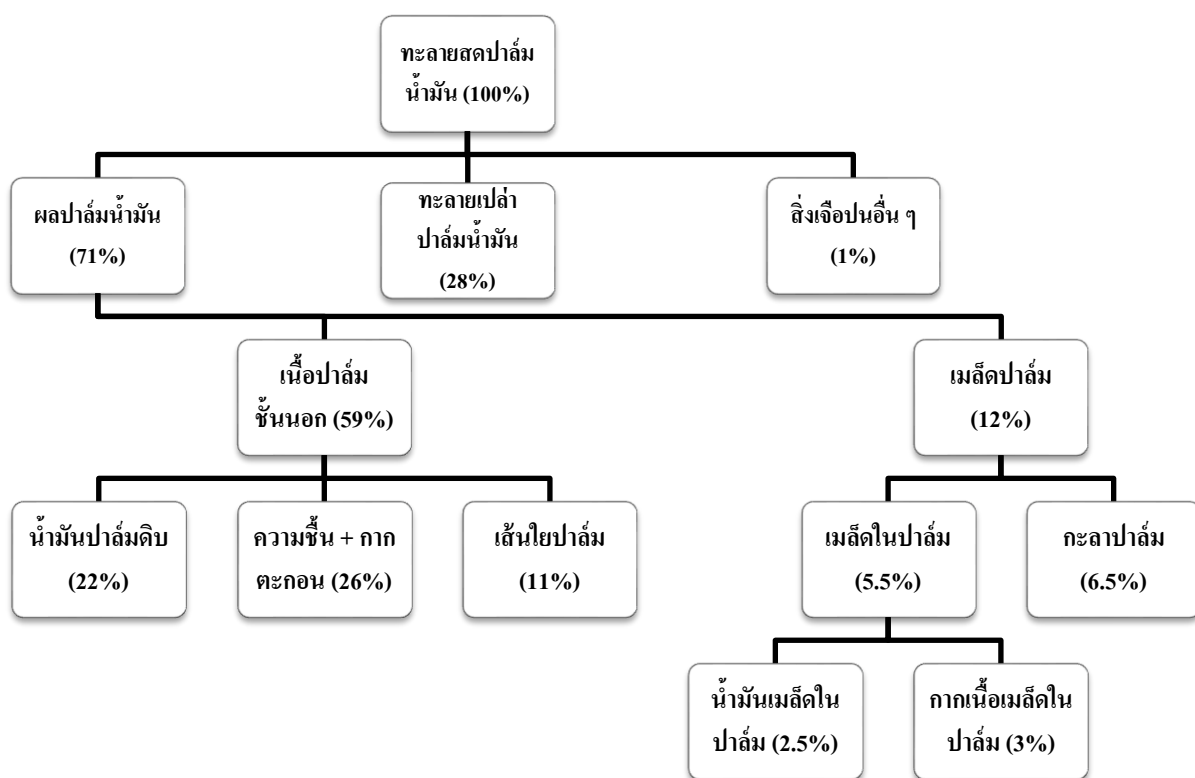 ทะลายสดปาล์ม
น้ำมัน (100%)
ผลปาล์มน้ำมัน
(71%)
ทะลายเปล่า
ปาล์มน้ำมัน
(28%)
สิ่งเจือปนอื่น ๆ
(1%)
เนื้อปาล์ม
ชั้นนอก (59%)
เมล็ดปาล์ม
(12%)
น้ำมันปาล์มดิบ
(22%)
ความชื้น + กาก
ตะกอน (26%)
เส้นใยปาล์ม
(11%)
เมล็ดในปาล์ม
(5.5%)
กะลาปาล์ม
(6.5%)
น้ำมันเมล็ดใน
ปาล์ม (2.5%)
กากเนื้อเมล็ดใน
ปาล์ม (3%)